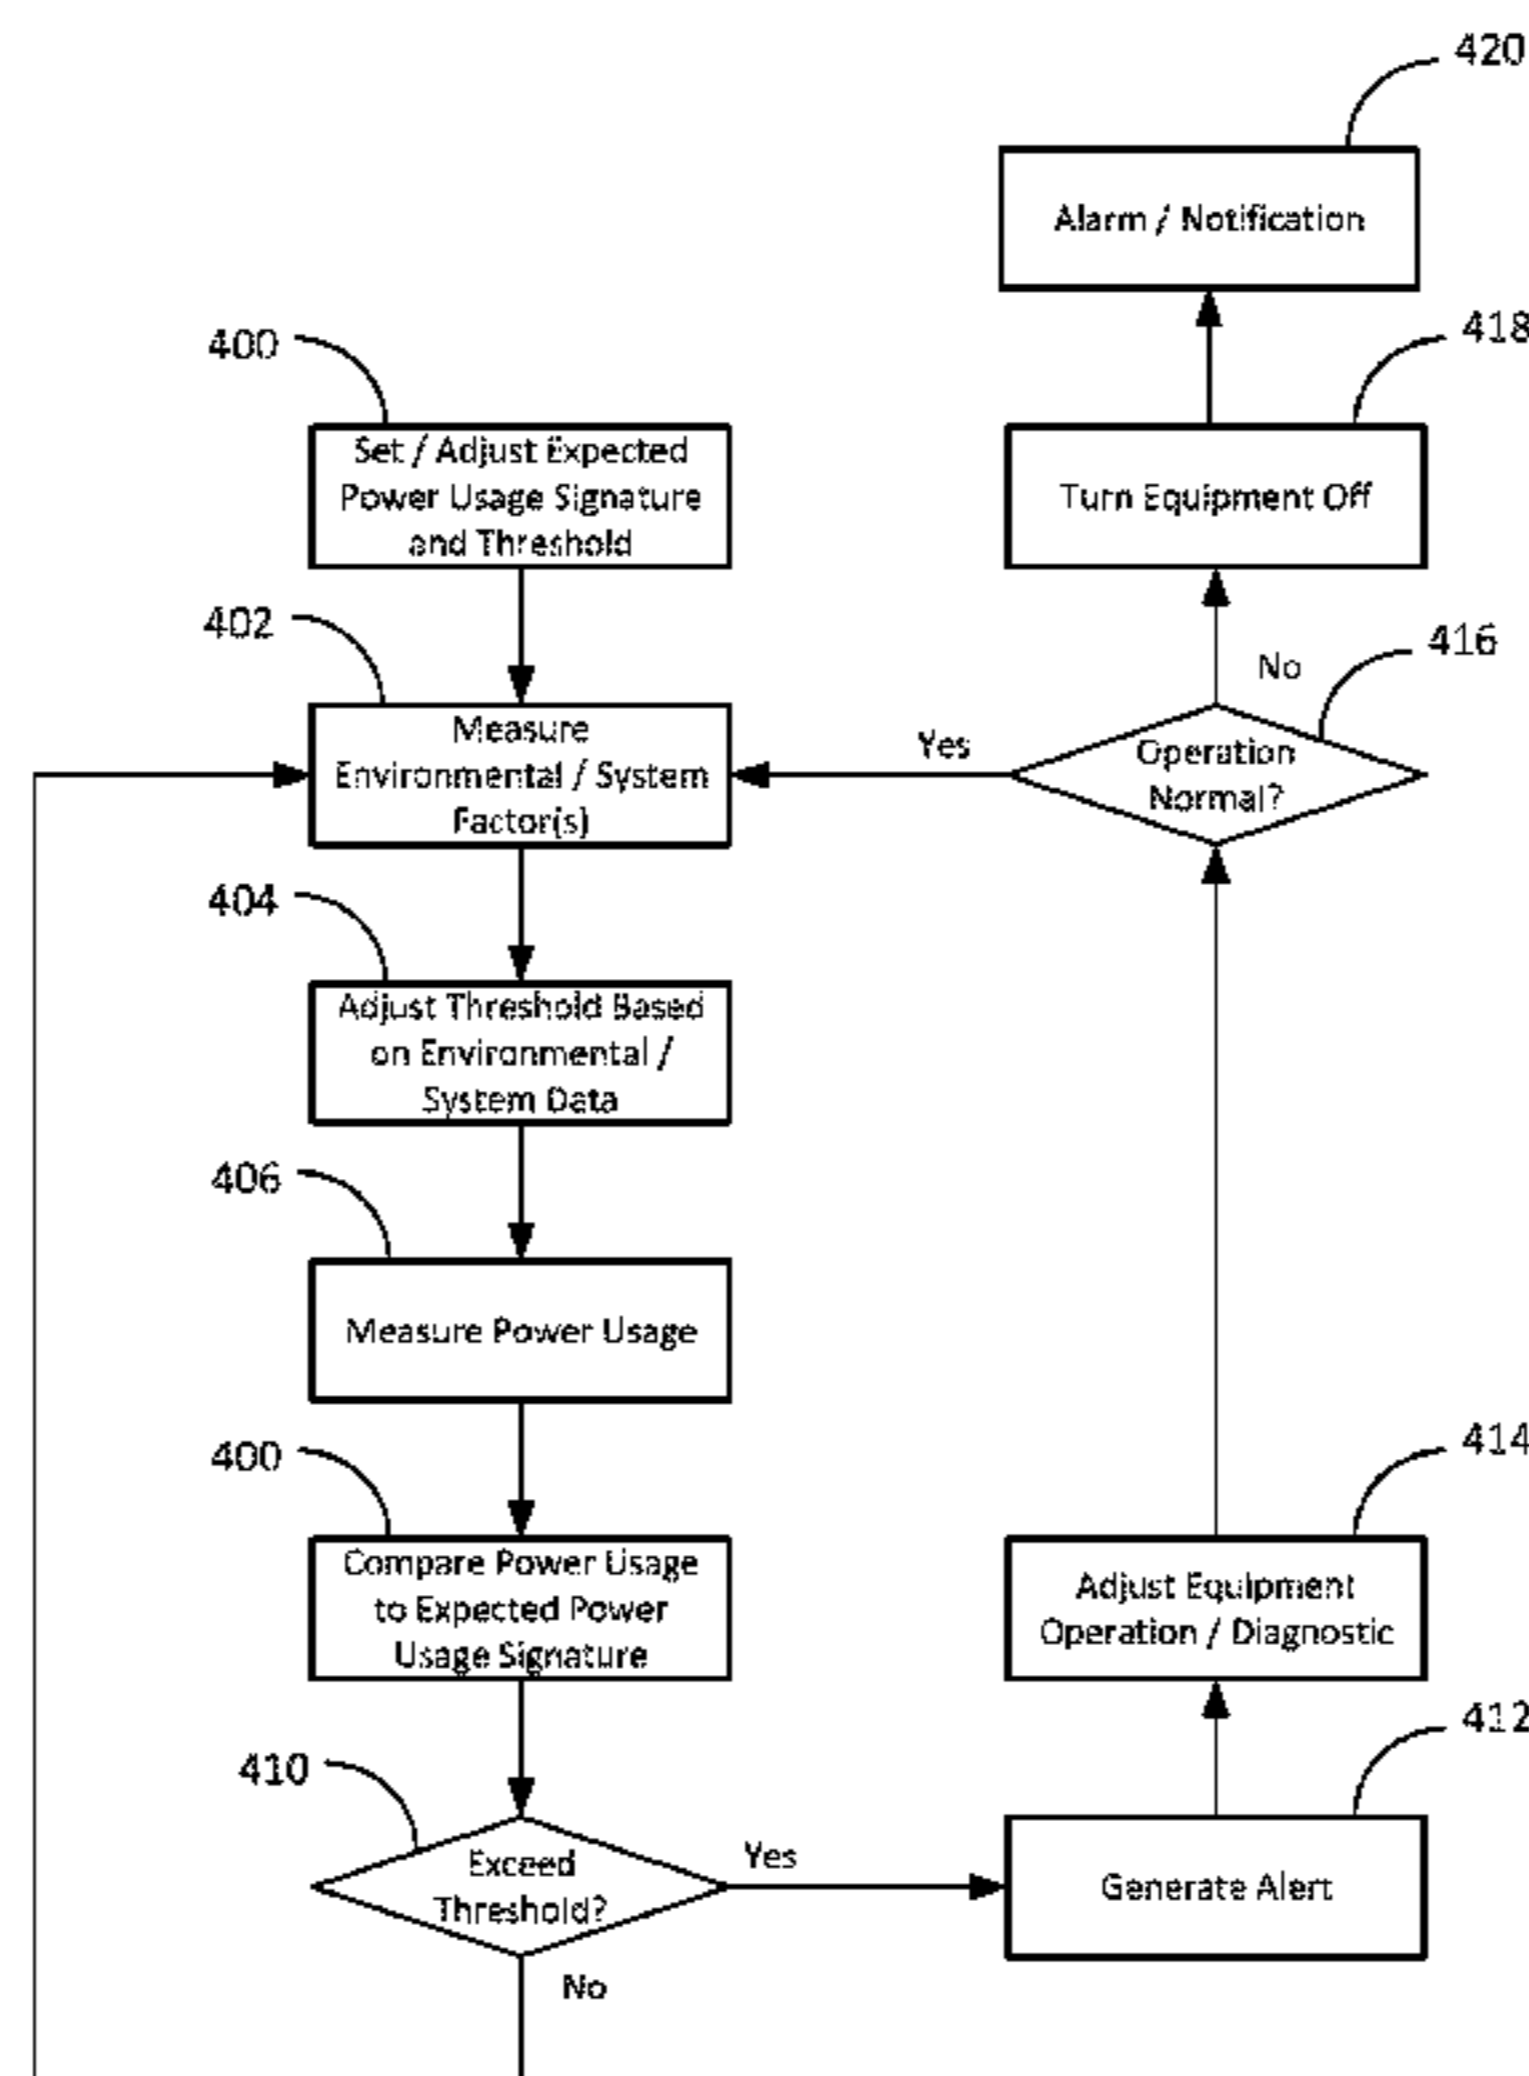 420
Alarm / Notification
400
418
Set / Adjust Expected
Power Usage Signature
and Threshold
Turn Equipment Off
402
416
No
Measure
Environmental / System
Factor(s)
Yes
Operation
Normal?
404
Adjust Threshold Based
on Environmental /
System Data
406
Measure Power Usage
400
414
Compare Power Usage
to Expected Power
Usage Signature
Adjust Equipment
Operation / Diagnostic
412
410
Exceed
Threshold?
Yes
Generate Alert
No